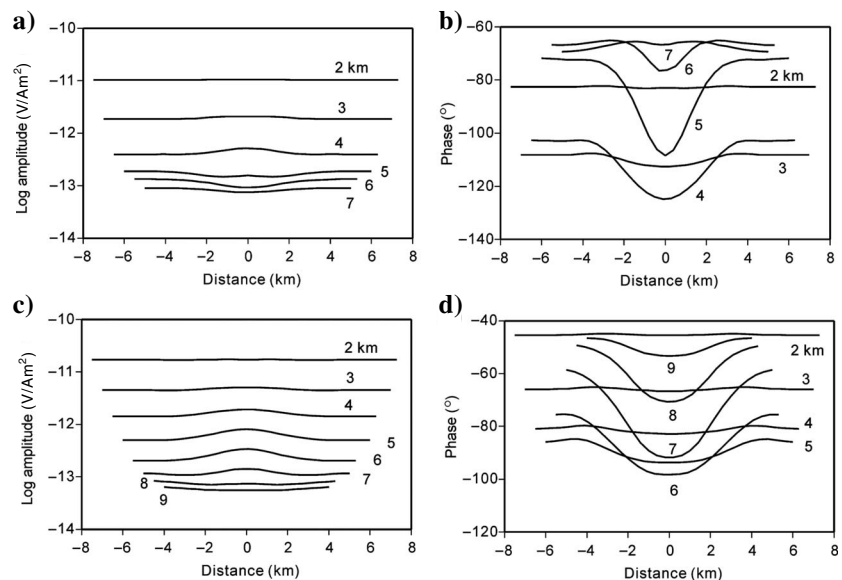 a)
Log amplitude (V/Am²)
−10
−11
−12
−13
−14
2 km
3
4
5
6
7
−8 −6 −4 −2 0 2 4 6 8
Distance (km)
b)
Phase (°)
−60
−80
−100
−120
−140
7
6
2 km
5
3
4
−8 −6 −4 −2 0 2 4 6 8
Distance (km)
c)
Log amplitude (V/Am²)
−10
−11
−12
−13
−14
2 km
3
4
5
6
7
8
9
−8 −6 −4 −2 0 2 4 6 8
Distance (km)
d)
Phase (°)
−40
−60
−80
−100
−120
2 km
9
3
8
4
7
5
6
−8 −6 −4 −2 0 2 4 6 8
Distance (km)